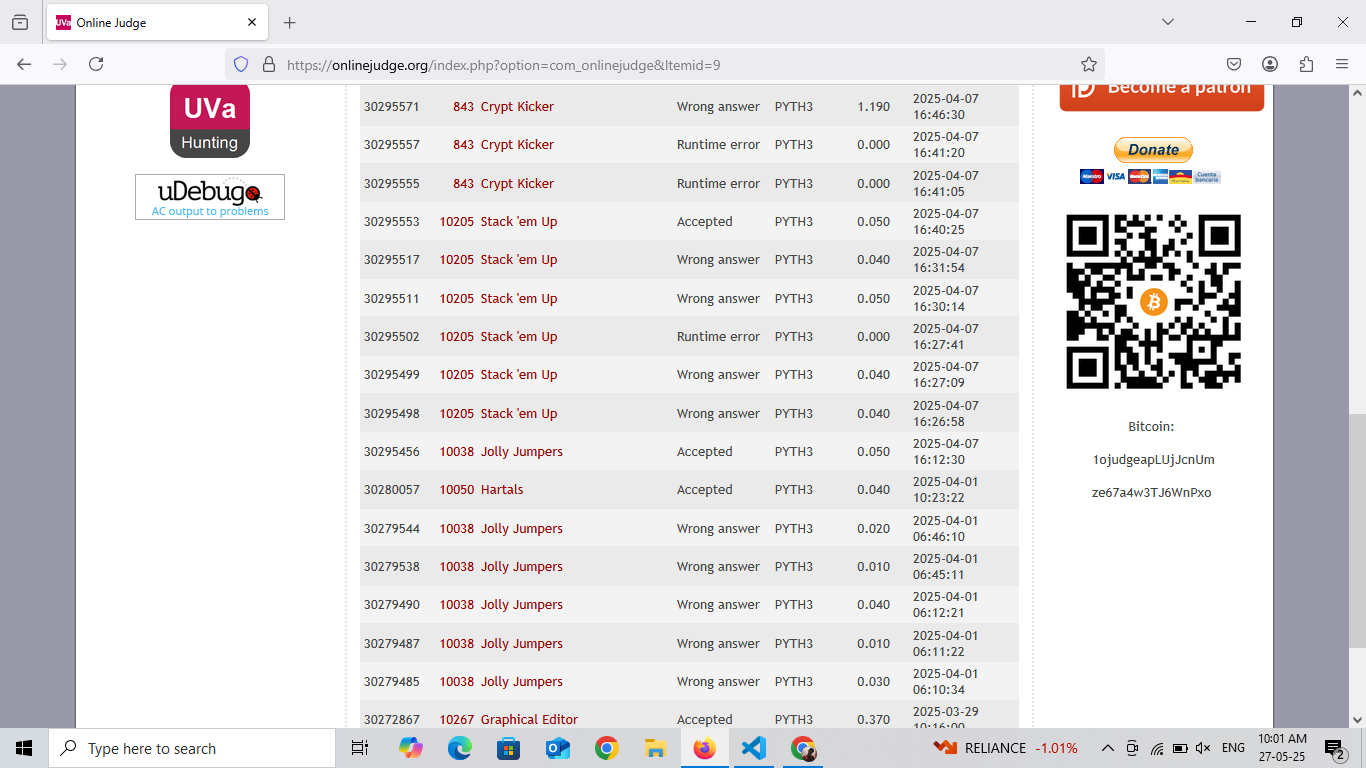 UVa Online Judge
https://onlinejudge.org/index.php?option=com_onlinejudge&Itemid=9
UVa
Hunting
uDebug
AC output to problems
30295571 843 Crypt Kicker Wrong answer PYTH3 1.190 2025-04-07 16:46:30
30295557 843 Crypt Kicker Runtime error PYTH3 0.000 2025-04-07 16:41:20
30295555 843 Crypt Kicker Runtime error PYTH3 0.000 2025-04-07 16:41:05
30295553 10205 Stack 'em Up Accepted PYTH3 0.050 2025-04-07 16:40:25
30295517 10205 Stack 'em Up Wrong answer PYTH3 0.040 2025-04-07 16:31:54
30295511 10205 Stack 'em Up Wrong answer PYTH3 0.050 2025-04-07 16:30:14
30295502 10205 Stack 'em Up Runtime error PYTH3 0.000 2025-04-07 16:27:41
30295499 10205 Stack 'em Up Wrong answer PYTH3 0.040 2025-04-07 16:27:09
30295498 10205 Stack 'em Up Wrong answer PYTH3 0.040 2025-04-07 16:26:58
30295456 10038 Jolly Jumpers Accepted PYTH3 0.050 2025-04-07 16:12:30
30280057 10050 Hartals Accepted PYTH3 0.040 2025-04-01 10:23:22
30279544 10038 Jolly Jumpers Wrong answer PYTH3 0.020 2025-04-01 06:46:10
30279538 10038 Jolly Jumpers Wrong answer PYTH3 0.010 2025-04-01 06:45:11
30279490 10038 Jolly Jumpers Wrong answer PYTH3 0.040 2025-04-01 06:12:21
30279487 10038 Jolly Jumpers Wrong answer PYTH3 0.010 2025-04-01 06:11:22
30279485 10038 Jolly Jumpers Wrong answer PYTH3 0.030 2025-04-01 06:10:34
30272867 10267 Graphical Editor Accepted PYTH3 0.370 2025-03-29
Become a patron
Donate
VISA
Cuenta bancaria
Bitcoin:
1ojudgeapLUjJcnUm
ze67a4w3TJ6WnPxo
Type here to search
RELIANCE -1.01%
ENG
10:01 AM
27-05-25
2